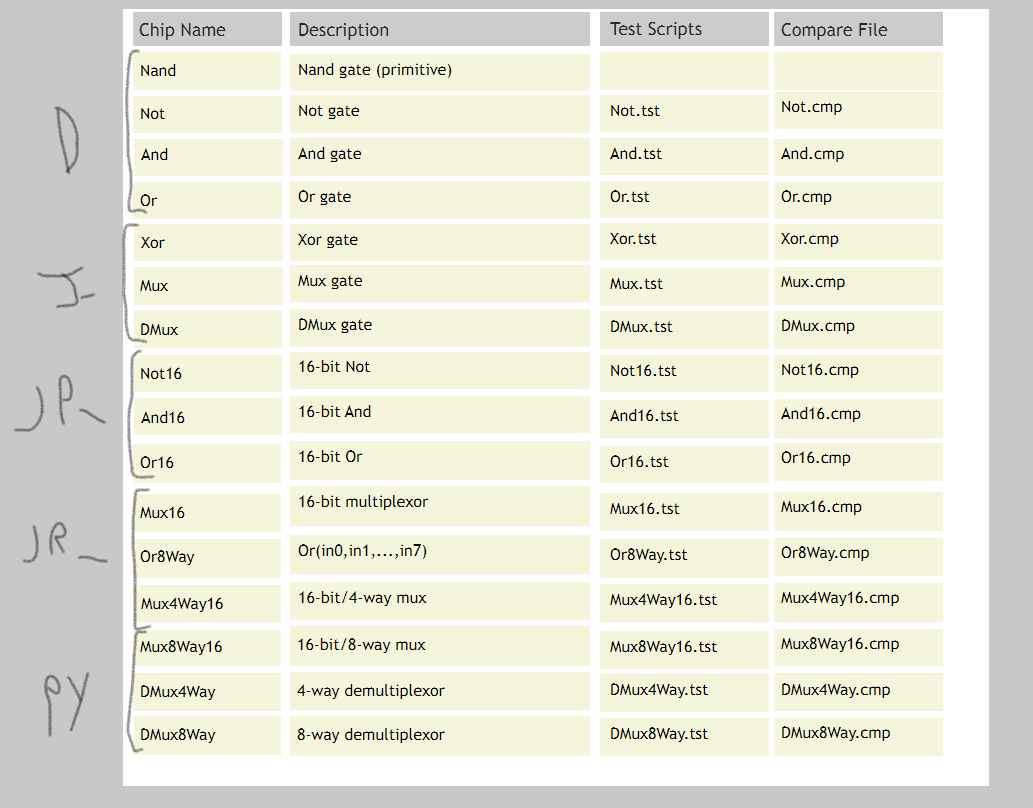 Chip Name Description Test Scripts Compare File
Nand Nand gate (primitive)
Not Not gate Not.tst Not.cmp
D
And And gate And.tst And.cmp
Or Or gate Or.tst Or.cmp
Xor Xor gate Xor.tst Xor.cmp
Mux Mux gate Mux.tst Mux.cmp
DMux DMux gate DMux.tst DMux.cmp
Not16 16-bit Not Not16.tst Not16.cmp
JP_
And16 16-bit And And16.tst And16.cmp
Or16 16-bit Or Or16.tst Or16.cmp
Mux16 16-bit multiplexor Mux16.tst Mux16.cmp
JR_
Or8Way Or(in0,in1,...,in7) Or8Way.tst Or8Way.cmp
Mux4Way16 16-bit/4-way mux Mux4Way16.tst Mux4Way16.cmp
Mux8Way16 16-bit/8-way mux Mux8Way16.tst Mux8Way16.cmp
PY
DMux4Way 4-way demultiplexor DMux4Way.tst DMux4Way.cmp
DMux8Way 8-way demultiplexor DMux8Way.tst DMux8Way.cmp